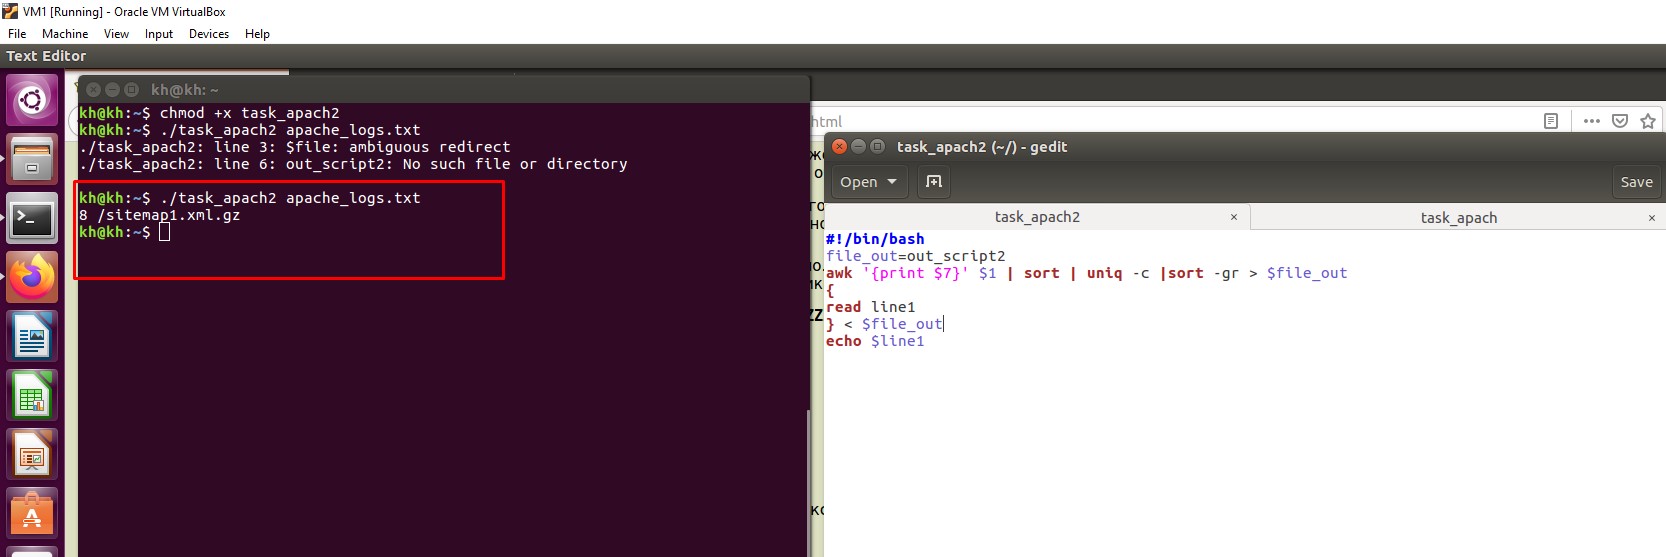 VM1 [Running] - Oracle VM VirtualBox
File Machine View Input Devices Help
Text Editor
kh@kh: ~
kh@kh:~$ chmod +x task_apach2
kh@kh:~$ ./task_apach2 apache_logs.txt
./task_apach2: line 3: $file: ambiguous redirect
./task_apach2: line 6: out_script2: No such file or directory
kh@kh:~$ ./task_apach2 apache_logs.txt
8 /sitemap1.xml.gz
kh@kh:~$
html
task_apach2 (~/) - gedit
Open Save
task_apach2 × task_apach ×
#!/bin/bash
file_out=out_script2
awk '{print $7}' $1 | sort | uniq -c |sort -gr > $file_out
{
read line1
} < $file_out
echo $line1